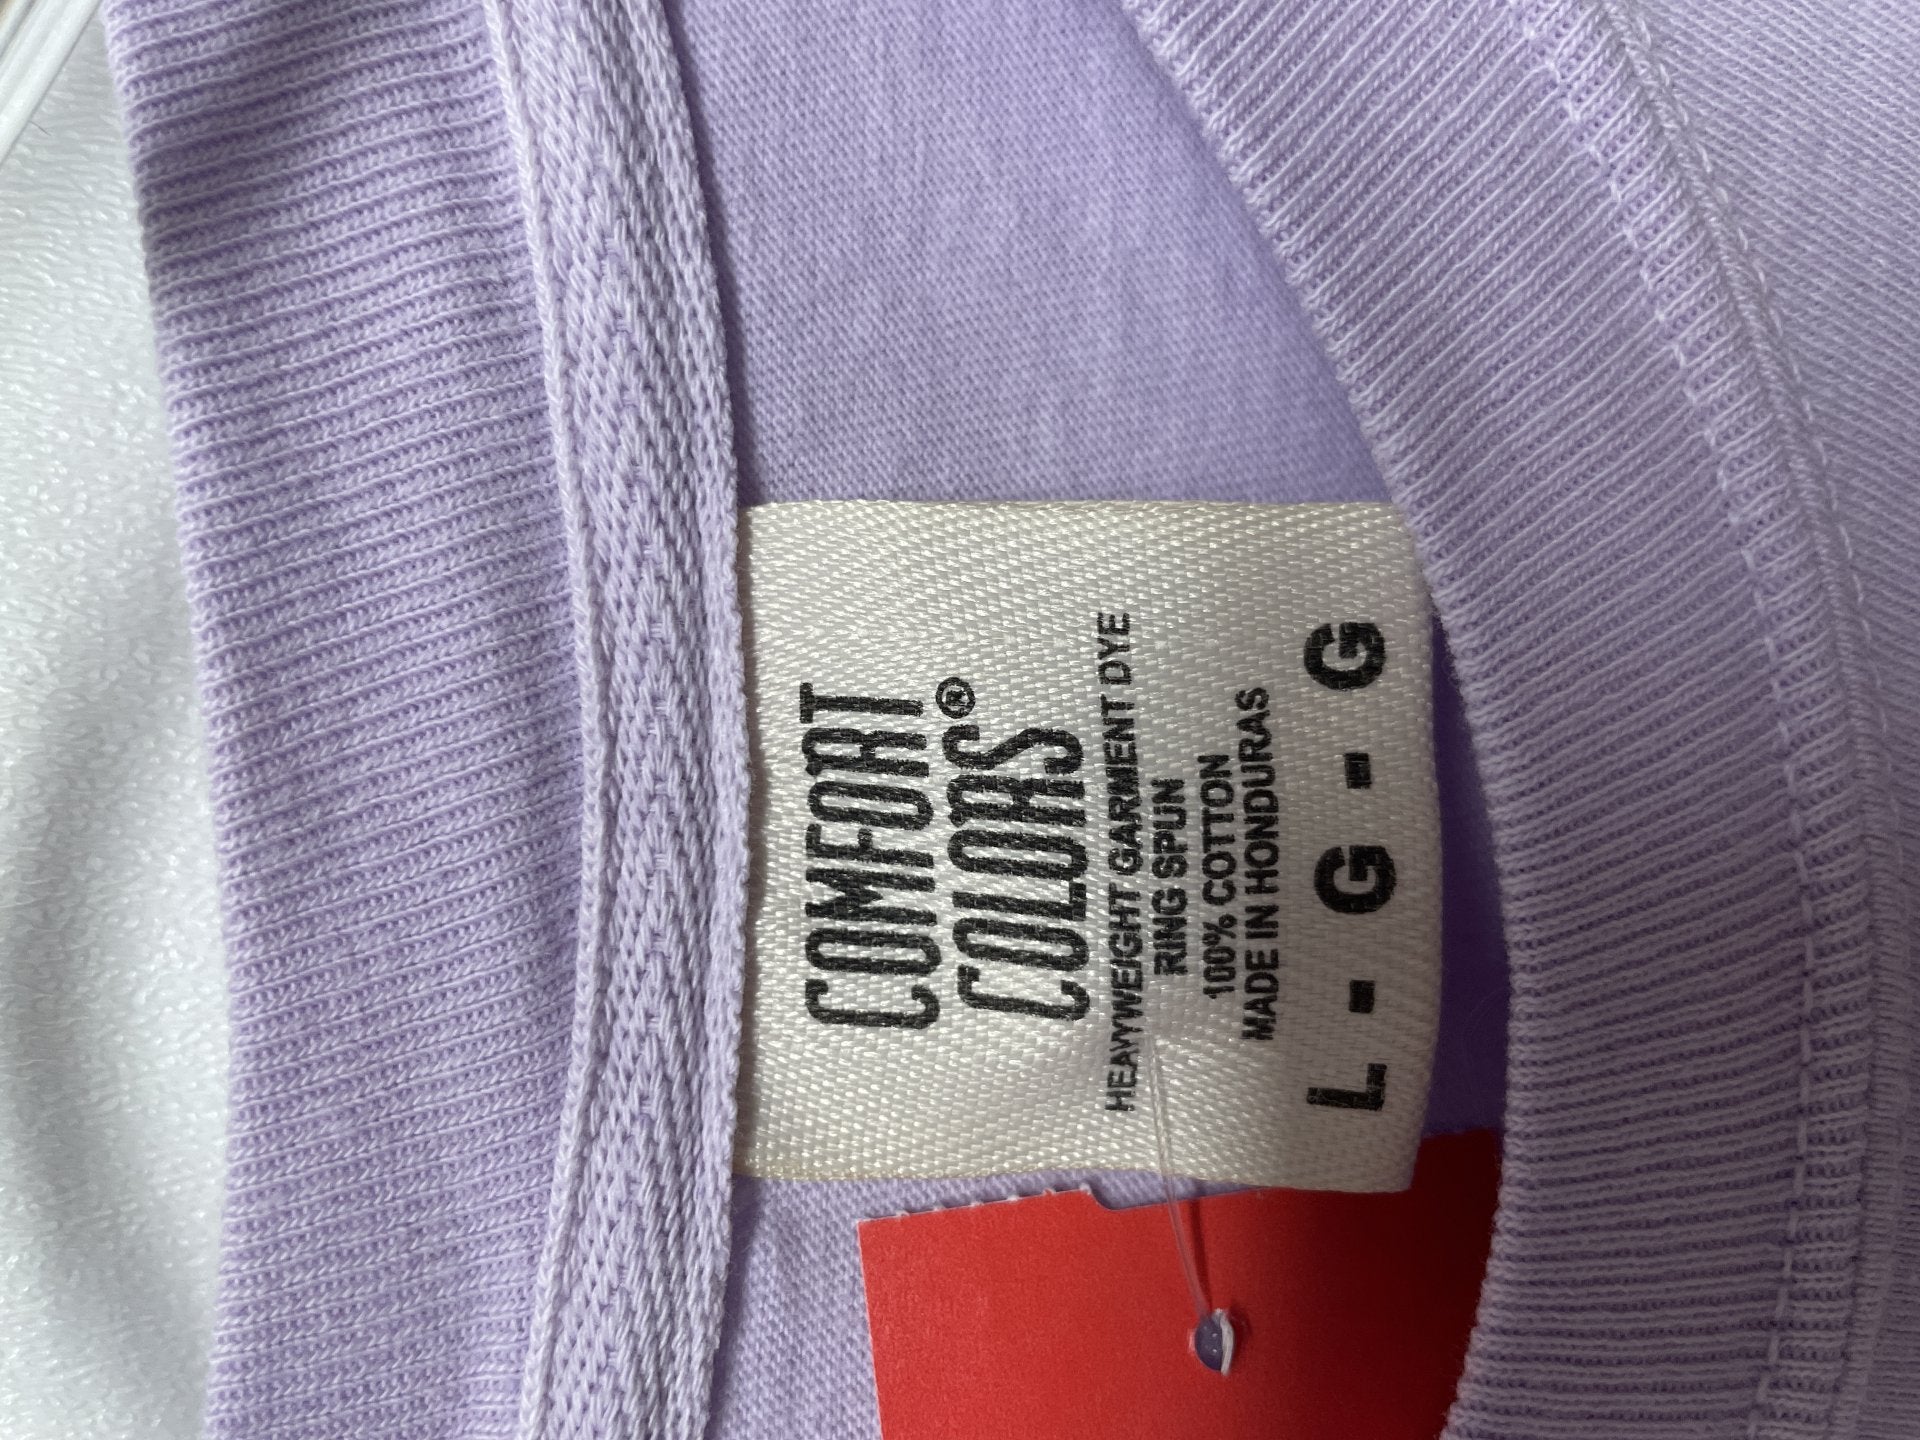 COMFORT
COLORS®
HEAVYWEIGHT GARMENT DYE
RING SPUN
100% COTTON
MADE IN HONDURAS
L - G - G